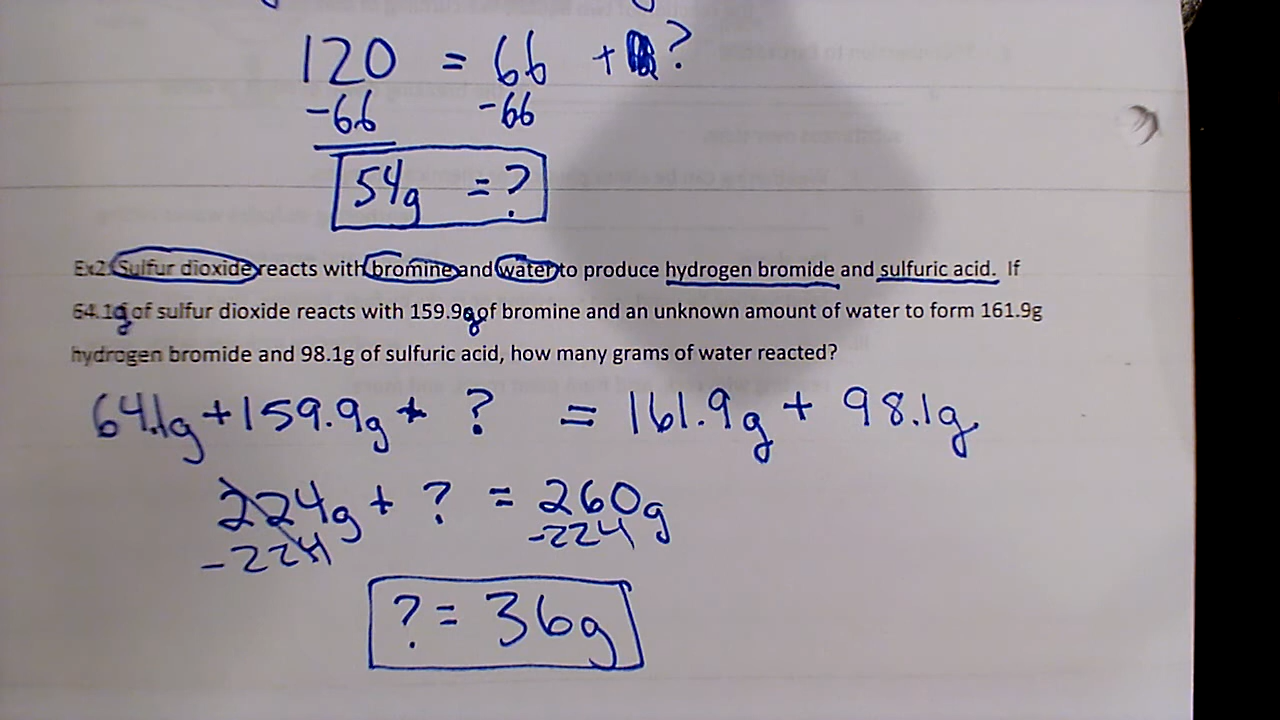 120 = 66 + ?
-66 -66
54g = ?
Ex2: Sulfur dioxide reacts with bromine and water to produce hydrogen bromide and sulfuric acid. If
64.1g of sulfur dioxide reacts with 159.9g of bromine and an unknown amount of water to form 161.9g
hydrogen bromide and 98.1g of sulfuric acid, how many grams of water reacted?
64.1g + 159.9g + ? = 161.9g + 98.1g
224g + ? = 260g
-224 -224
? = 36g